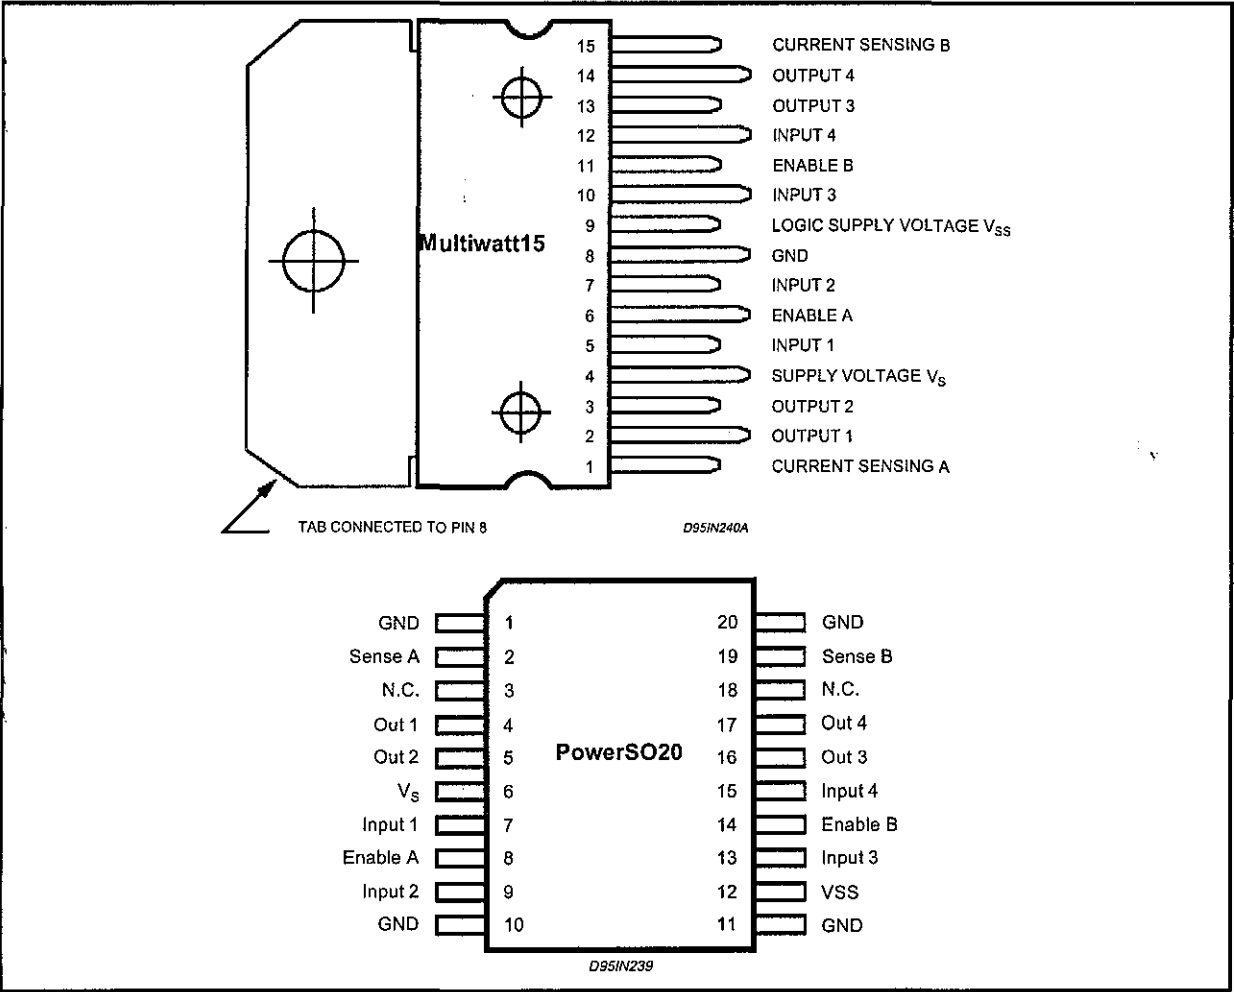 15 CURRENT SENSING B
14 OUTPUT 4
13 OUTPUT 3
12 INPUT 4
11 ENABLE B
10 INPUT 3
9 LOGIC SUPPLY VOLTAGE VSS
Multiwatt15
8 GND
7 INPUT 2
6 ENABLE A
5 INPUT 1
4 SUPPLY VOLTAGE VS
3 OUTPUT 2
2 OUTPUT 1
1 CURRENT SENSING A
TAB CONNECTED TO PIN 8
D95IN240A
GND 1 20 GND
Sense A 2 19 Sense B
N.C. 3 18 N.C.
Out 1 4 17 Out 4
Out 2 5 PowerSO20 16 Out 3
VS 6 15 Input 4
Input 1 7 14 Enable B
Enable A 8 13 Input 3
Input 2 9 12 VSS
GND 10 11 GND
D95IN239